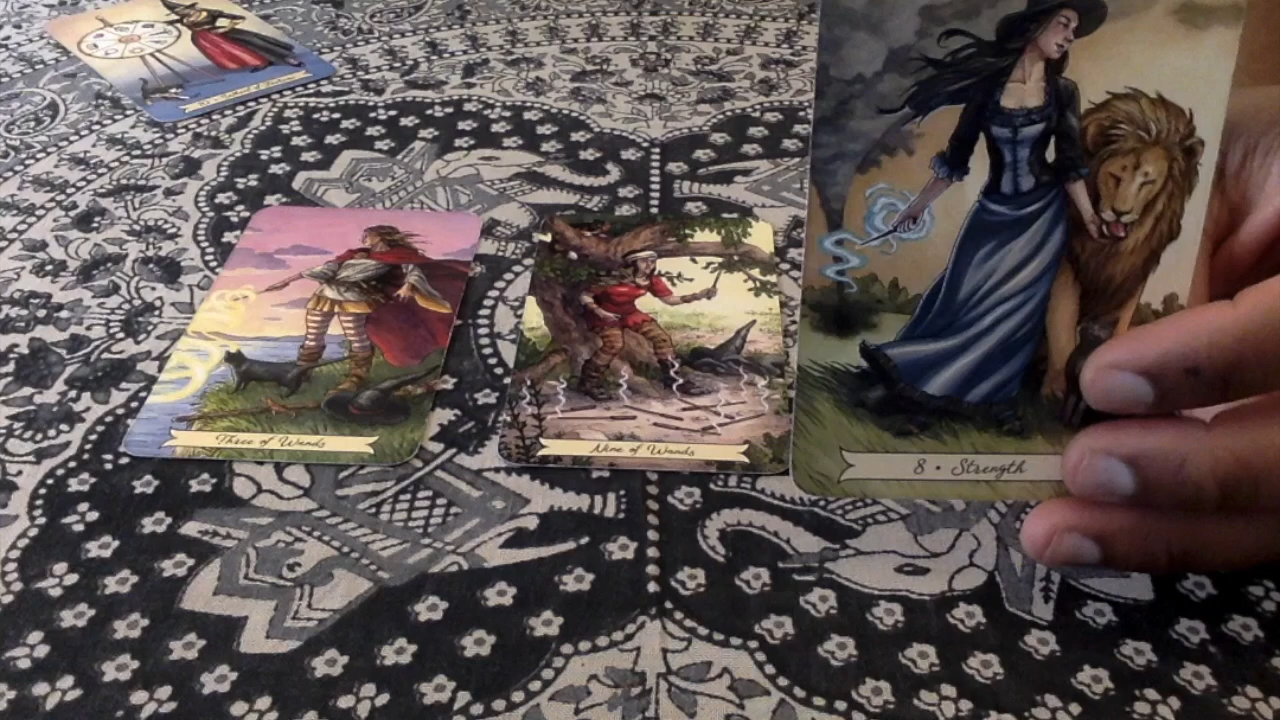 Three of Wands
Nine of Wands
8 • Strength